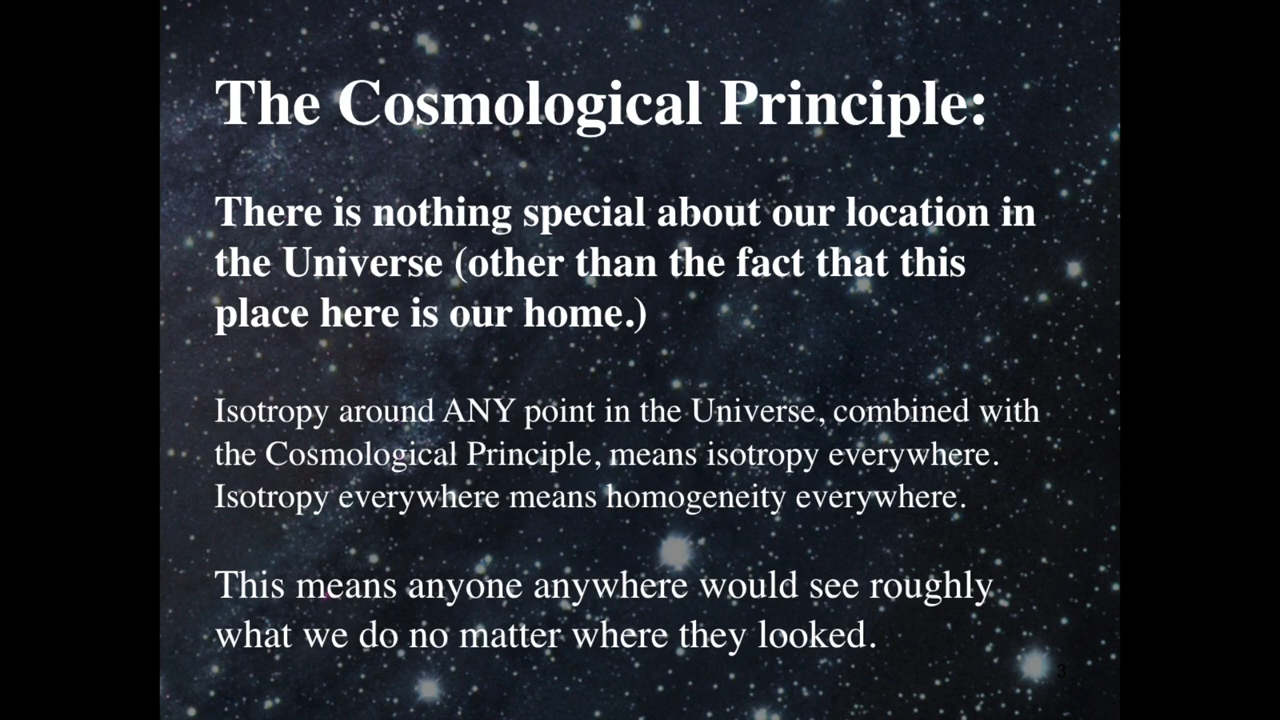 The Cosmological Principle:
There is nothing special about our location in
the Universe (other than the fact that this
place here is our home.)
Isotropy around ANY point in the Universe, combined with
the Cosmological Principle, means isotropy everywhere.
Isotropy everywhere means homogeneity everywhere.
This means anyone anywhere would see roughly
what we do no matter where they looked.
3